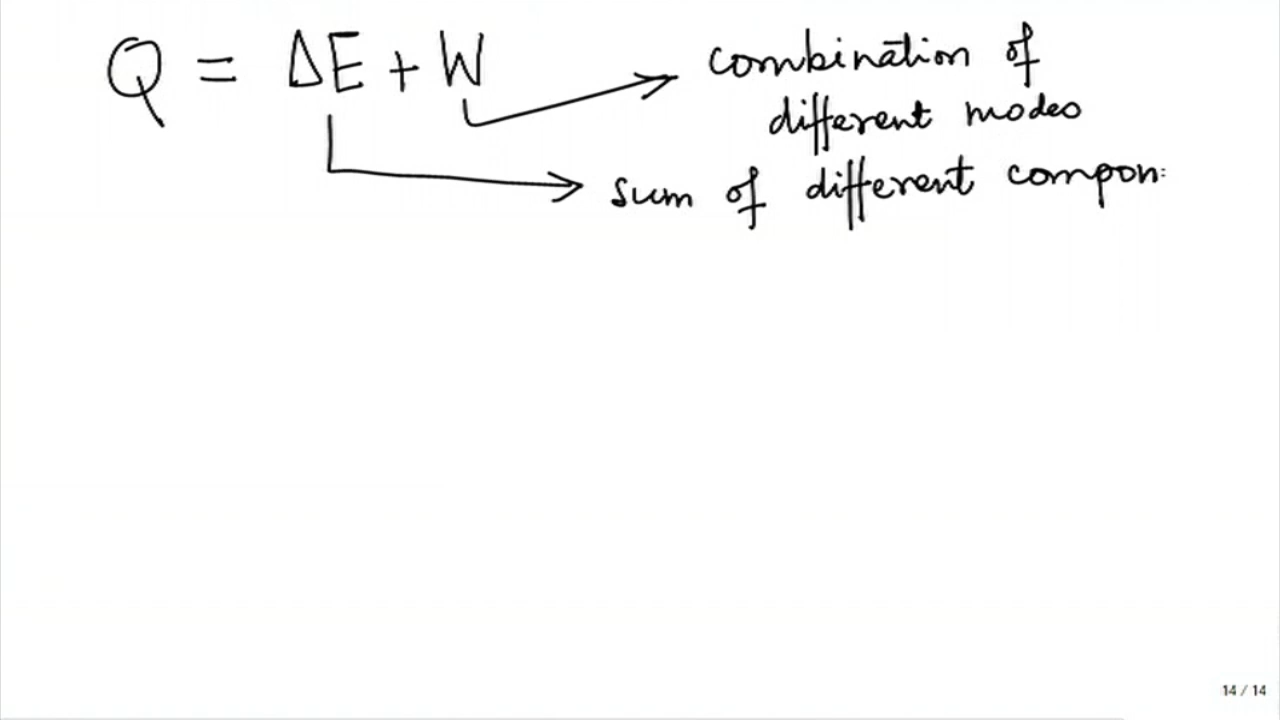 Q = ΔE + W
combination of
different modes
sum of different compon
14 / 14